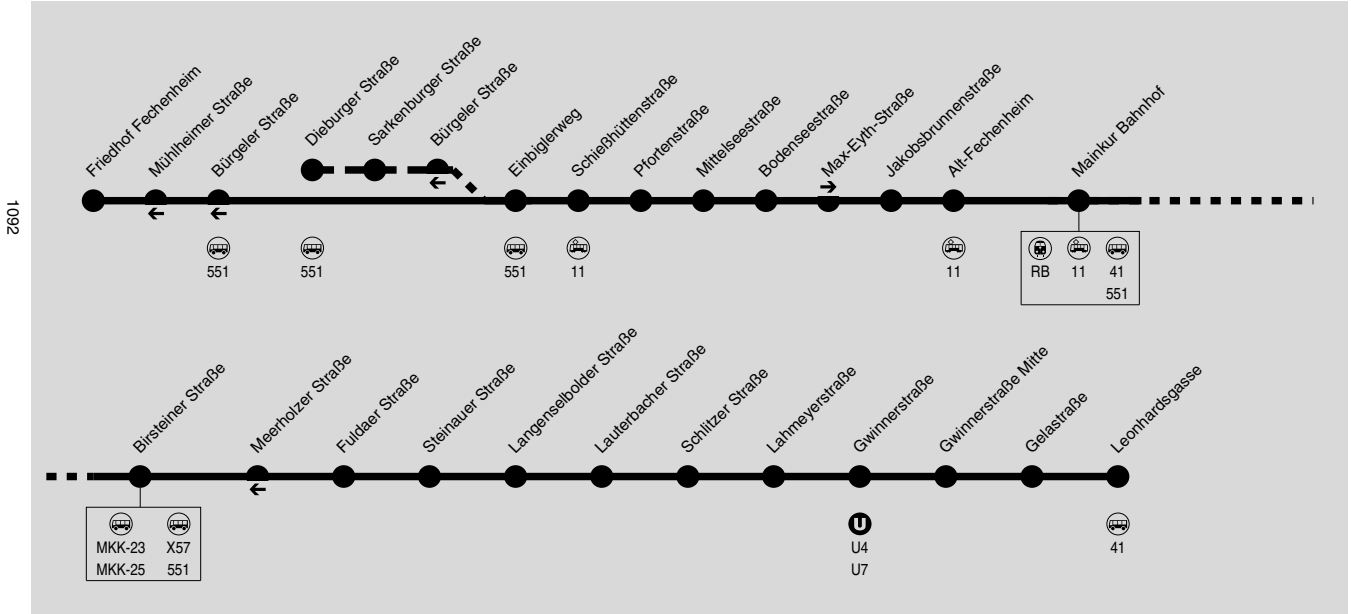 1092
Friedhof Fechenheim
Mühlheimer Straße
Bürgeler Straße
Dieburger Straße
Sarkenburger Straße
Bürgeler Straße
Einbiglerweg
Schießhüttenstraße
Pfortenstraße
Mittelseestraße
Bodenseestraße
Max-Eyth-Straße
Jakobsbrunnenstraße
Alt-Fechenheim
Mainkur Bahnhof
551
551
551
11
11
RB 11 41
551
Birsteiner Straße
Meerholzer Straße
Fuldaer Straße
Steinauer Straße
Langenselbolder Straße
Lauterbacher Straße
Schlitzer Straße
Lahmeyerstraße
Gwinnerstraße
Gwinnerstraße Mitte
Gelastraße
Leonhardsgasse
MKK-23 X57
MKK-25 551
U
U4
U7
41